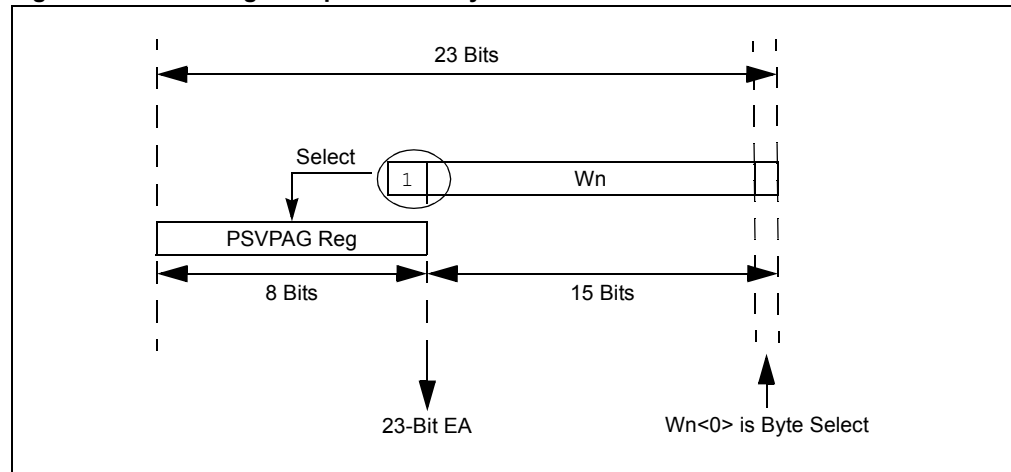 23 Bits
Select
1
Wn
PSVPAG Reg
8 Bits
15 Bits
23-Bit EA
Wn<0> is Byte Select